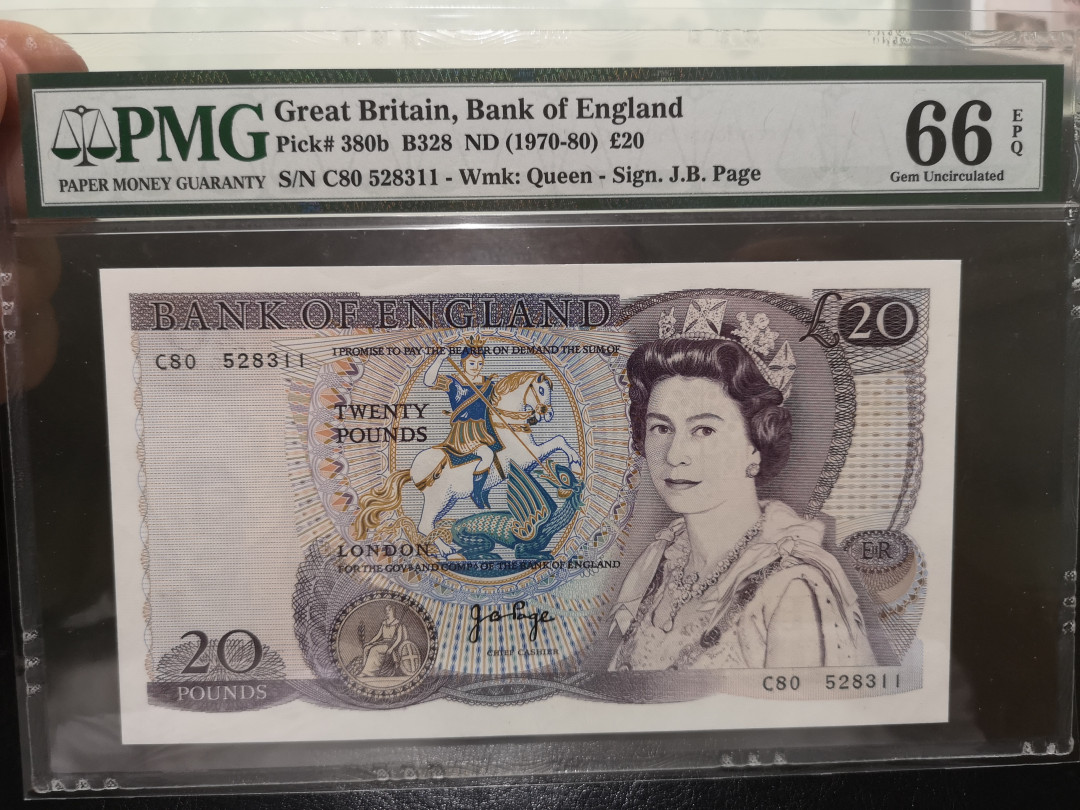 PMG
PAPER MONEY GUARANTY
Great Britain, Bank of England
Pick# 380b B328 ND (1970-80) £20
S/N C80 528311 - Wmk: Queen - Sign. J.B. Page
66
EPQ
Gem Uncirculated
BANK OF ENGLAND
£20
C80 528311
I PROMISE TO PAY THE BEARER ON DEMAND THE SUM OF
TWENTY
POUNDS
LONDON
FOR THE GOVR AND COMPA OF THE BANK OF ENGLAND
E R
JB Page
CHIEF CASHIER
20
POUNDS
C80 528311